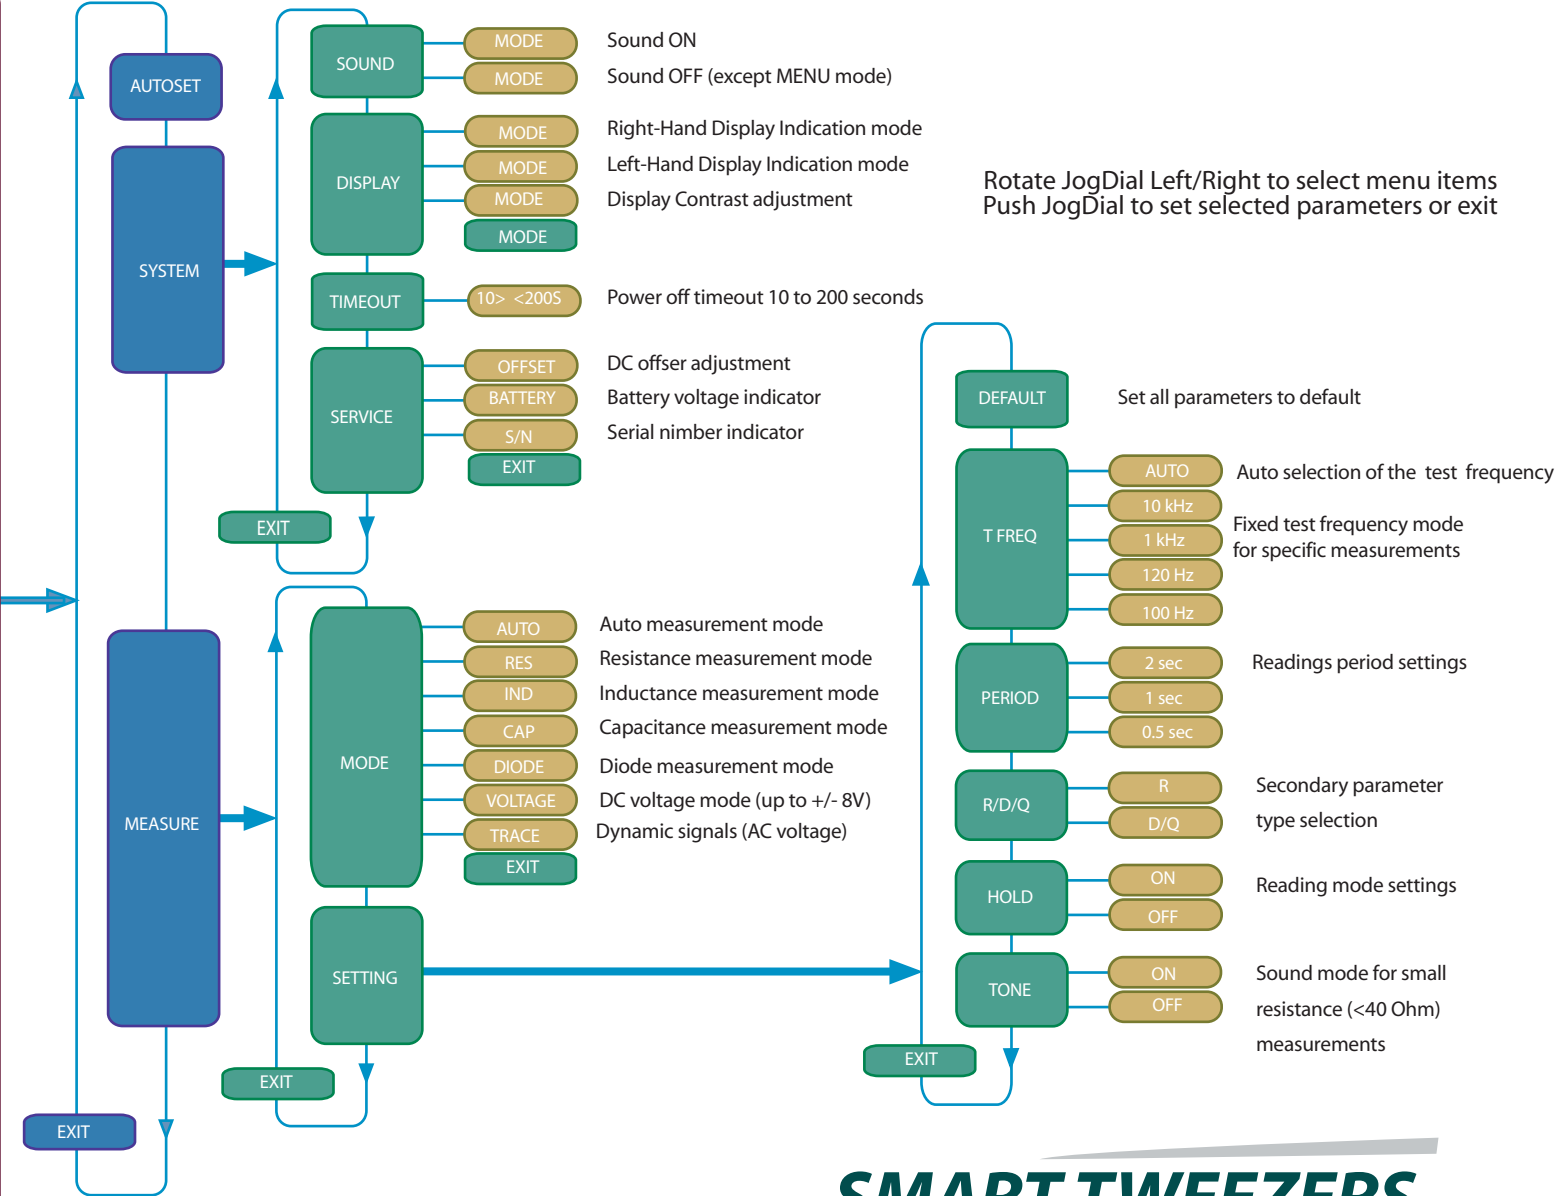 AUTOSET
SYSTEM
MEASURE
EXIT
SOUND
MODE Sound ON
MODE Sound OFF (except MENU mode)
DISPLAY
MODE Right-Hand Display Indication mode
MODE Left-Hand Display Indication mode
MODE Display Contrast adjustment
MODE
TIMEOUT
10> <200S Power off timeout 10 to 200 seconds
SERVICE
OFFSET DC offser adjustment
BATTERY Battery voltage indicator
S/N Serial nimber indicator
EXIT
EXIT
Rotate JogDial Left/Right to select menu items
Push JogDial to set selected parameters or exit
MODE
AUTO Auto measurement mode
RES Resistance measurement mode
IND Inductance measurement mode
CAP Capacitance measurement mode
DIODE Diode measurement mode
VOLTAGE DC voltage mode (up to +/- 8V)
TRACE Dynamic signals (AC voltage)
EXIT
SETTING
EXIT
DEFAULT Set all parameters to default
T FREQ
AUTO Auto selection of the test frequency
10 kHz
1 kHz
120 Hz
100 Hz
Fixed test frequency mode
for specific measurements
PERIOD
2 sec Readings period settings
1 sec
0.5 sec
R/D/Q
R
D/Q
Secondary parameter
type selection
HOLD
ON
OFF
Reading mode settings
TONE
ON
OFF
Sound mode for small
resistance (<40 Ohm)
measurements
EXIT
SMART TWEEZERS